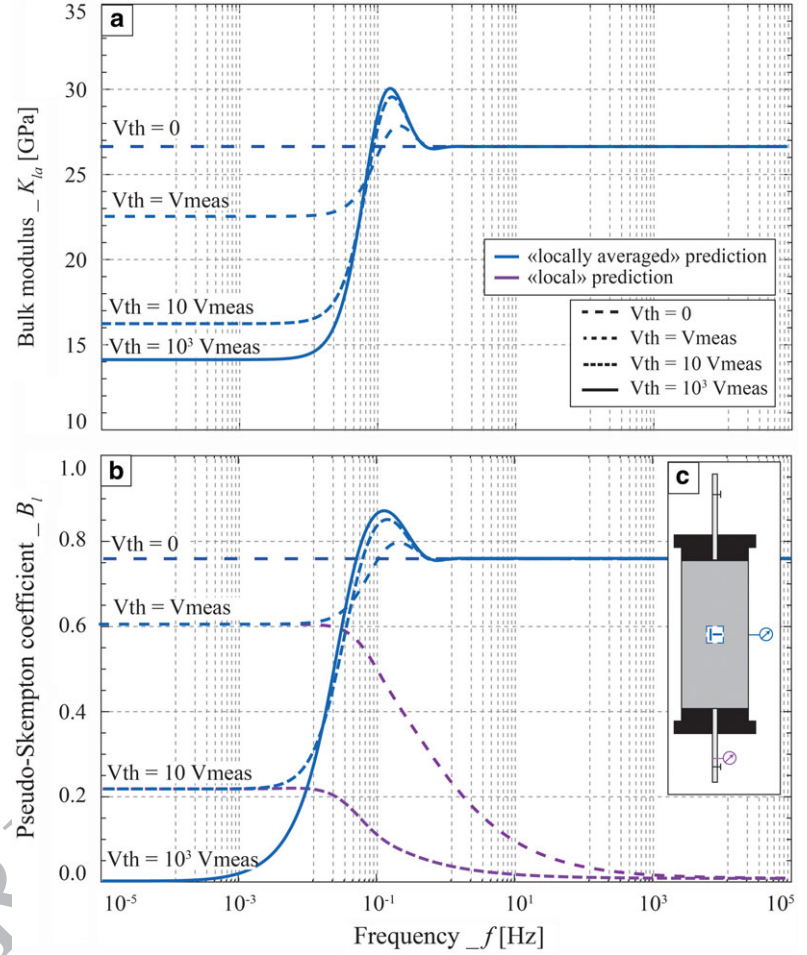 a
35
30
25
20
15
10
Bulk modulus _ K_la [GPa]
Vth = 0
Vth = Vmeas
Vth = 10 Vmeas
Vth = 10³ Vmeas
«locally averaged» prediction
«local» prediction
Vth = 0
Vth = Vmeas
Vth = 10 Vmeas
Vth = 10³ Vmeas
b
c
1.0
0.8
0.6
0.4
0.2
0.0
Pseudo-Skempton coefficient _ B_l
Vth = 0
Vth = Vmeas
Vth = 10 Vmeas
Vth = 10³ Vmeas
10⁻⁵ 10⁻³ 10⁻¹ 10¹ 10³ 10⁵
Frequency _ f [Hz]